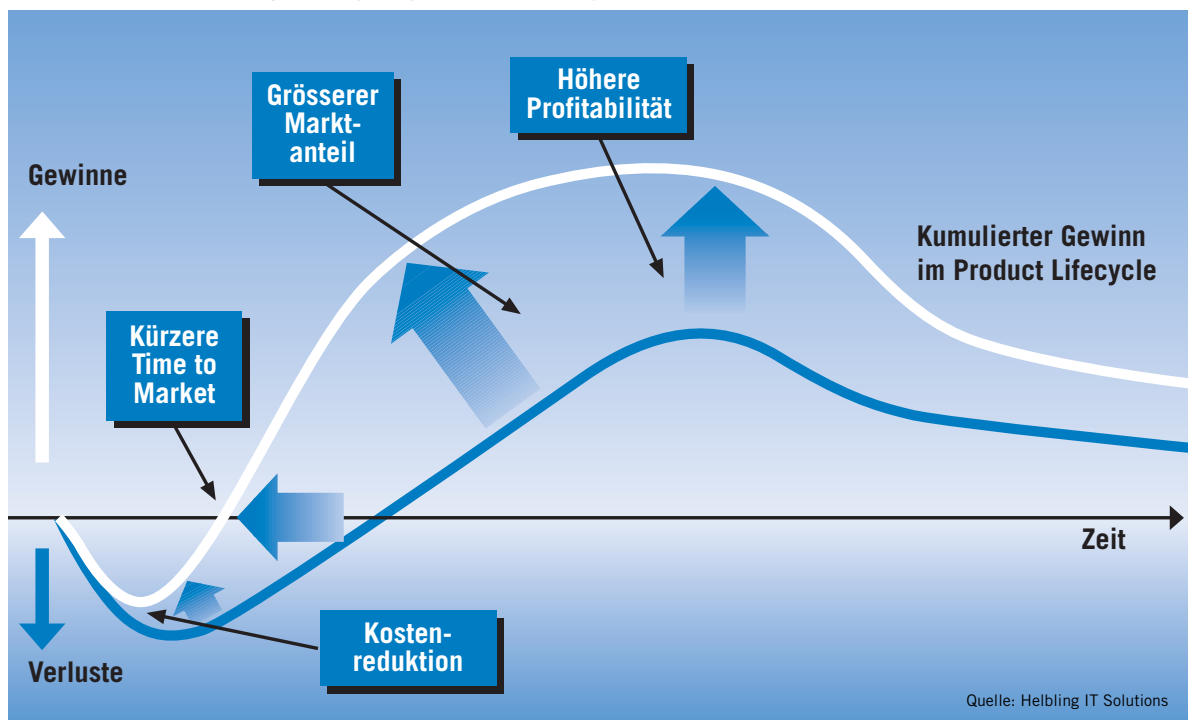 Grösserer
Markt-
anteil
Höhere
Profitabilität
Gewinne
Kumulierter Gewinn
im Product Lifecycle
Kürzere
Time to
Market
Zeit
Kosten-
reduktion
Verluste
Quelle: Helbling IT Solutions